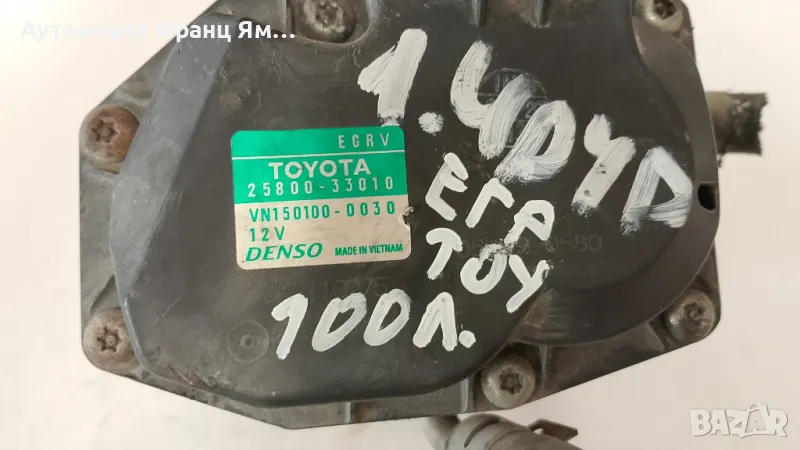 Аутоморга Франц Ям...
EGRV
TOYOTA
25800-33010
VN150100-0030
12V
DENSO MADE IN VIETNAM
1.4D4D
ЕГР
ТОУ
100Л.
BAZAR